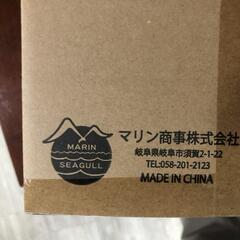 MARIN
SEAGULL
マリン商事株式会社
岐阜県岐阜市須賀2-1-22
TEL:058-201-2123
MADE IN CHINA